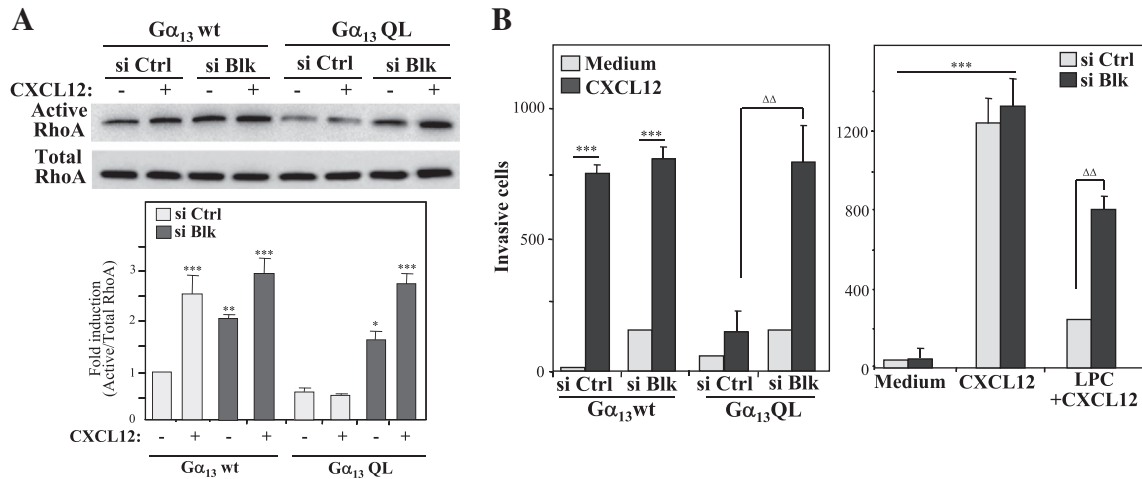 A
Gα13 wt Gα13 QL
si Ctrl si Blk si Ctrl si Blk
CXCL12: - + - + - + - +
Active
RhoA
Total
RhoA
si Ctrl
si Blk
Fold induction
(Active/Total RhoA)
3
2
1
0
*** ** *** * ***
CXCL12: - + - + - + - +
Gα13 wt Gα13 QL
B
Medium
CXCL12
Invasive cells
1000
500
0
*** *** ΔΔ
si Ctrl si Blk si Ctrl si Blk
Gα13wt Gα13QL
si Ctrl
si Blk
1200
800
400
0
*** ΔΔ
Medium CXCL12 LPC
+CXCL12